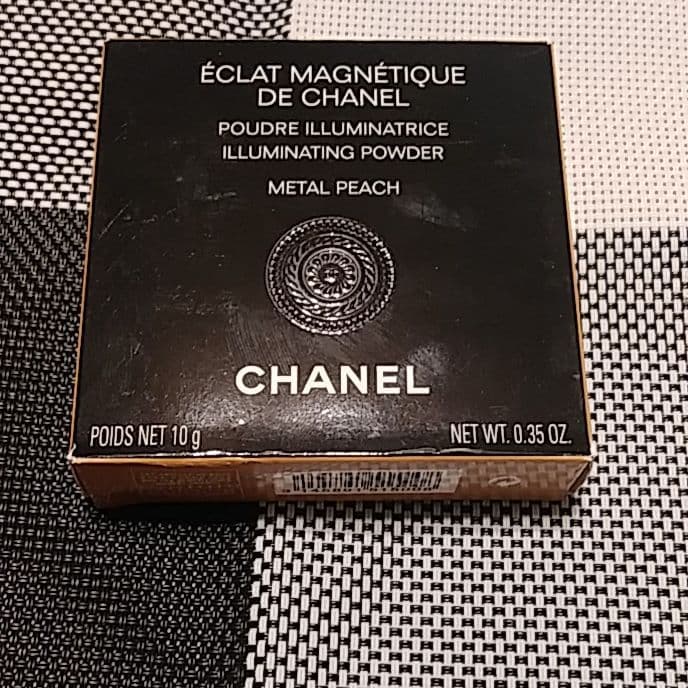 ÉCLAT MAGNÉTIQUE
DE CHANEL
POUDRE ILLUMINATRICE
ILLUMINATING POWDER
METAL PEACH
CHANEL
POIDS NET 10 g NET WT. 0.35 OZ.